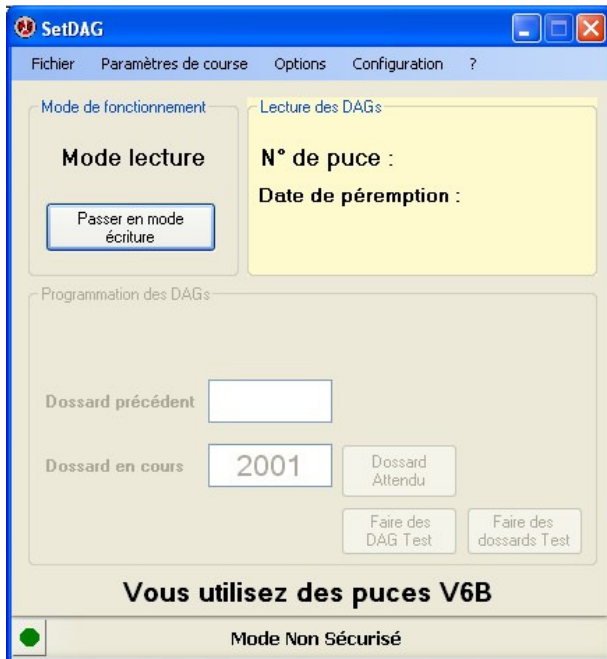 SetDAG
Fichier Paramètres de course Options Configuration ?
Mode de fonctionnement
Mode lecture
Passer en mode
écriture
Lecture des DAGs
N° de puce :
Date de péremption :
Programmation des DAGs
Dossard précédent
Dossard en cours
2001
Dossard
Attendu
Faire des
DAG Test
Faire des
dossards Test
Vous utilisez des puces V6B
Mode Non Sécurisé